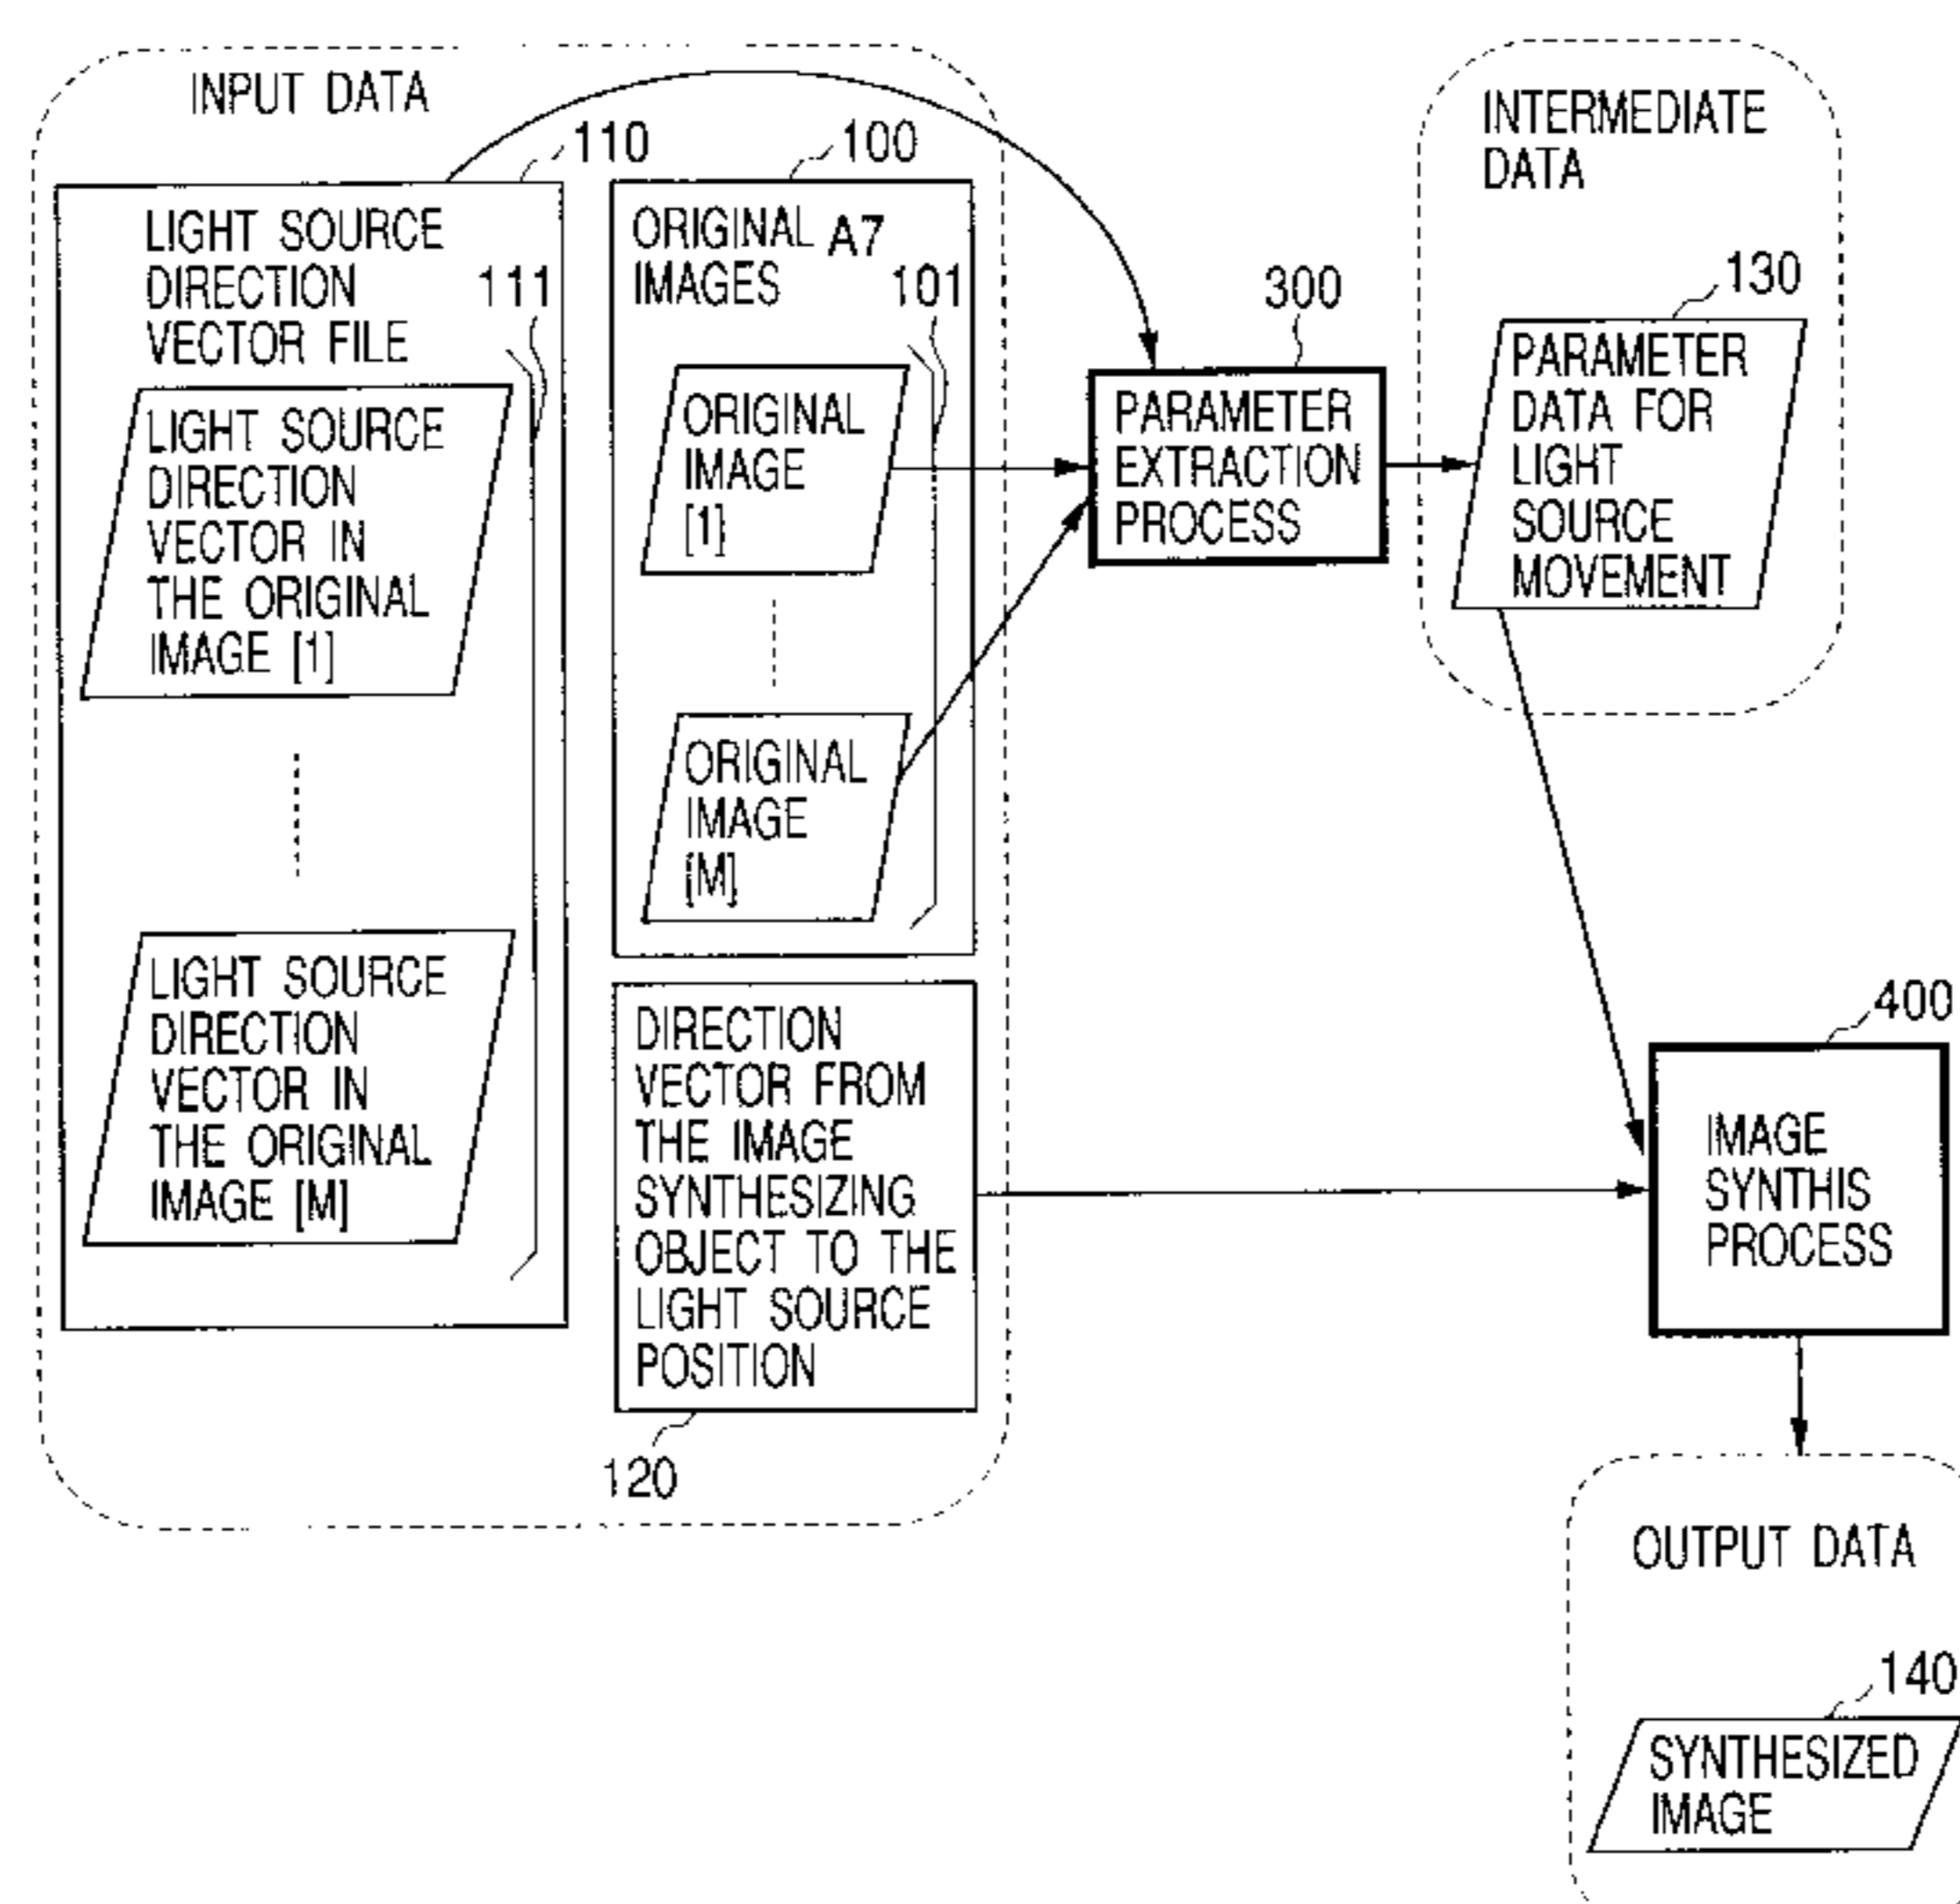 INPUT DATA
110
LIGHT SOURCE
DIRECTION
VECTOR FILE
111
LIGHT SOURCE
DIRECTION
VECTOR IN
THE ORIGINAL
IMAGE [1]
LIGHT SOURCE
DIRECTION
VECTOR IN
THE ORIGINAL
IMAGE [M]
100
ORIGINAL A7
IMAGES
101
ORIGINAL
IMAGE
[1]
ORIGINAL
IMAGE
[M]
DIRECTION
VECTOR FROM
THE IMAGE
SYNTHESIZING
OBJECT TO THE
LIGHT SOURCE
POSITION
120
300
PARAMETER
EXTRACTION
PROCESS
INTERMEDIATE
DATA
130
PARAMETER
DATA FOR
LIGHT
SOURCE
MOVEMENT
400
IMAGE
SYNTHIS
PROCESS
OUTPUT DATA
140
SYNTHESIZED
IMAGE